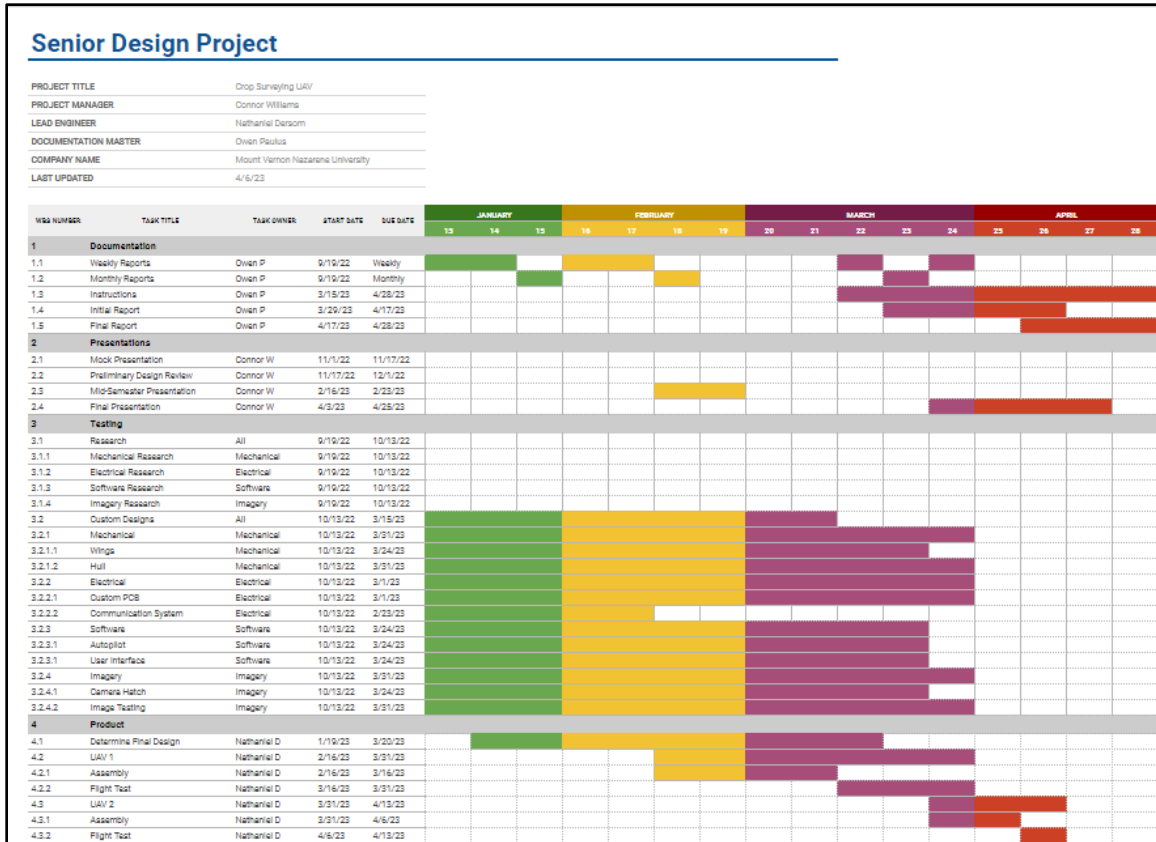 Senior Design Project
PROJECT TITLE Crop Surveying UAV
PROJECT MANAGER Connor Williams
LEAD ENGINEER Nathaniel Dersom
DOCUMENTATION MASTER Owen Paulus
COMPANY NAME Mount Vernon Nazarene University
LAST UPDATED 4/6/23
WBS NUMBER TASK TITLE TASK OWNER START DATE DUE DATE JANUARY FEBRUARY MARCH APRIL
13 14 15 16 17 18 19 20 21 22 23 24 25 26 27 28
1 Documentation
1.1 Weekly Reports Owen P 9/19/22 Weekly
1.2 Monthly Reports Owen P 9/19/22 Monthly
1.3 Instructions Owen P 3/15/23 4/28/23
1.4 Initial Report Owen P 3/29/23 4/17/23
1.5 Final Report Owen P 4/17/23 4/28/23
2 Presentations
2.1 Mock Presentation Connor W 11/1/22 11/17/22
2.2 Preliminary Design Review Connor W 11/17/22 12/1/22
2.3 Mid-Semester Presentation Connor W 2/16/23 2/23/23
2.4 Final Presentation Connor W 4/3/23 4/25/23
3 Testing
3.1 Research All 9/19/22 10/13/22
3.1.1 Mechanical Research Mechanical 9/19/22 10/13/22
3.1.2 Electrical Research Electrical 9/19/22 10/13/22
3.1.3 Software Research Software 9/19/22 10/13/22
3.1.4 Imagery Research Imagery 9/19/22 10/13/22
3.2 Custom Designs All 10/13/22 3/15/23
3.2.1 Mechanical Mechanical 10/13/22 3/31/23
3.2.1.1 Wings Mechanical 10/13/22 3/24/23
3.2.1.2 Hull Mechanical 10/13/22 3/31/23
3.2.2 Electrical Electrical 10/13/22 3/1/23
3.2.2.1 Custom PCB Electrical 10/13/22 3/1/23
3.2.2.2 Communication System Electrical 10/13/22 2/23/23
3.2.3 Software Software 10/13/22 3/24/23
3.2.3.1 Autopilot Software 10/13/22 3/24/23
3.2.3.1 User Interface Software 10/13/22 3/24/23
3.2.4 Imagery Imagery 10/13/22 3/31/23
3.2.4.1 Camera Hatch Imagery 10/13/22 3/24/23
3.2.4.2 Image Testing Imagery 10/13/22 3/31/23
4 Product
4.1 Determine Final Design Nathaniel D 1/19/23 3/20/23
4.2 UAV 1 Nathaniel D 2/16/23 3/31/23
4.2.1 Assembly Nathaniel D 2/16/23 3/16/23
4.2.2 Flight Test Nathaniel D 3/16/23 3/31/23
4.3 UAV 2 Nathaniel D 3/31/23 4/13/23
4.3.1 Assembly Nathaniel D 3/31/23 4/6/23
4.3.2 Flight Test Nathaniel D 4/6/23 4/13/23